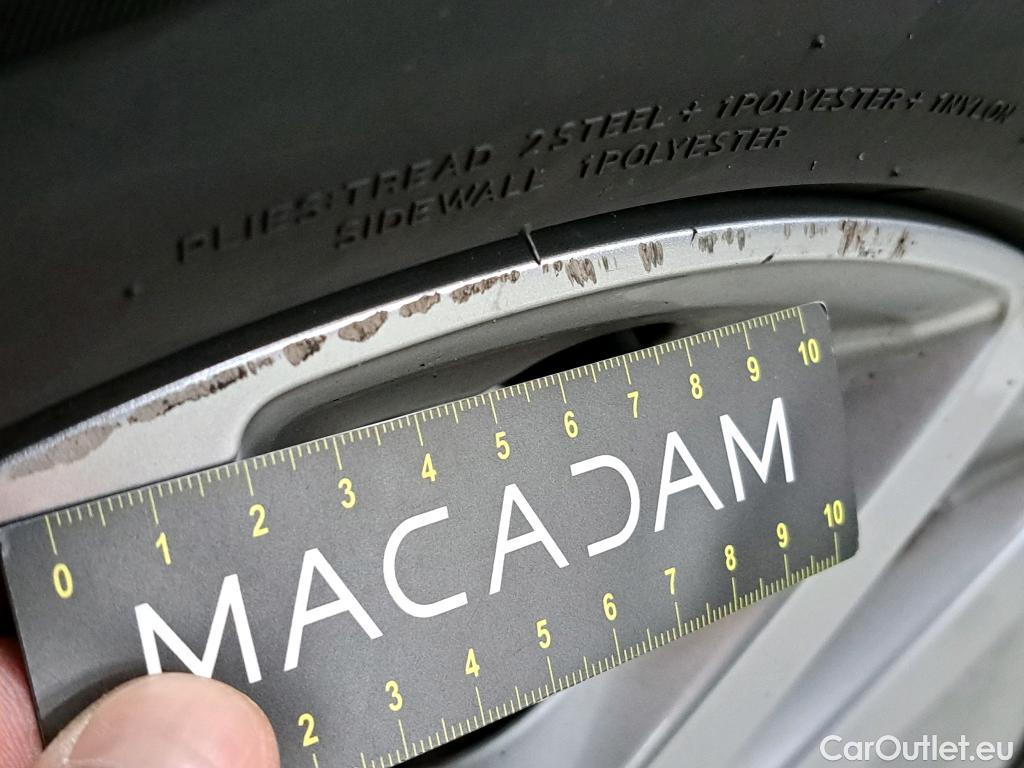 PLIES:TREAD 2STEEL + 1POLYESTER + 1NYLON
SIDEWALL 1POLYESTER
0 1 2 3 4 5 6 7 8 9 10
MACADAM
2 3 4 5 6 7 8 9 10
CarOutlet.eu